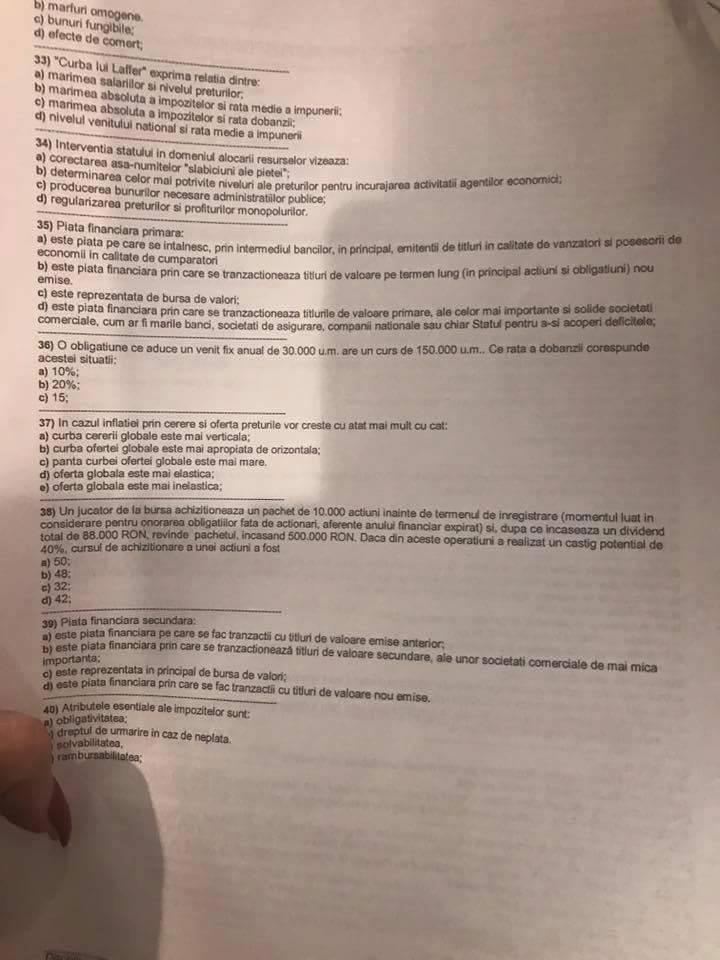 b) marfuri omogene.
c) bunuri fungibile;
d) efecte de comert;
33) "Curba lui Laffer" exprima relatia dintre:
a) marimea salariilor si nivelul preturilor;
b) marimea absoluta a impozitelor si rata medie a impunerii;
c) marimea absoluta a impozitelor si rata dobanzii;
d) nivelul venitului national si rata medie a impunerii
34) Interventia statului in domeniul alocarii resurselor vizeaza:
a) corectarea asa-numitelor "slabiciuni ale pietei";
b) determinarea celor mai potrivite niveluri ale preturilor pentru incurajarea activitatii agentilor economici;
c) producerea bunurilor necesare administratiilor publice;
d) regularizarea preturilor si profiturilor monopolurilor.
35) Piata financiara primara:
a) este piata pe care se intalnesc, prin intermediul bancilor, in principal, emitentii de titluri in calitate de vanzatori si posesorii de
economii in calitate de cumparatori
b) este piata financiara prin care se tranzactioneaza titluri de valoare pe termen lung (in principal actiuni si obligatiuni) nou
emise.
c) este reprezentata de bursa de valori;
d) este piata financiara prin care se tranzactioneaza titlurile de valoare primare, ale celor mai importante si solide societati
comerciale, cum ar fi marile banci, societati de asigurare, companii nationale sau chiar Statul pentru a-si acoperi deficitele;
36) O obligatiune ce aduce un venit fix anual de 30.000 u.m. are un curs de 150.000 u.m.. Ce rata a dobanzii corespunde
acestei situatii:
a) 10%;
b) 20%;
c) 15;
37) In cazul inflatiei prin cerere si oferta preturile vor creste cu atat mai mult cu cat:
a) curba cererii globale este mai verticala;
b) curba ofertei globale este mai apropiata de orizontala;
c) panta curbei ofertei globale este mai mare.
d) oferta globala este mai elastica;
e) oferta globala este mai inelastica;
38) Un jucator de la bursa achizitioneaza un pachet de 10.000 actiuni inainte de termenul de inregistrare (momentul luat in
considerare pentru onorarea obligatiilor fata de actionari, aferente anului financiar expirat) si, dupa ce incaseaza un dividend
total de 88.000 RON, revinde pachetul, incasand 500.000 RON. Daca din aceste operatiuni a realizat un castig potential de
40%, cursul de achizitionare a unei actiuni a fost
a) 50;
b) 48;
c) 32;
d) 42;
39) Piata financiara secundara:
a) este piata financiara pe care se fac tranzactii cu titluri de valoare emise anterior;
b) este piata financiara prin care se tranzactionează titluri de valoare secundare, ale unor societati comerciale de mai mica
importanta;
c) este reprezentata in principal de bursa de valori;
d) este piata financiara prin care se fac tranzactii cu titluri de valoare nou emise.
40) Atributele esentiale ale impozitelor sunt:
a) obligativitatea;
) dreptul de urmarire in caz de neplata.
solvabilitatea,
) rambursabilitatea;